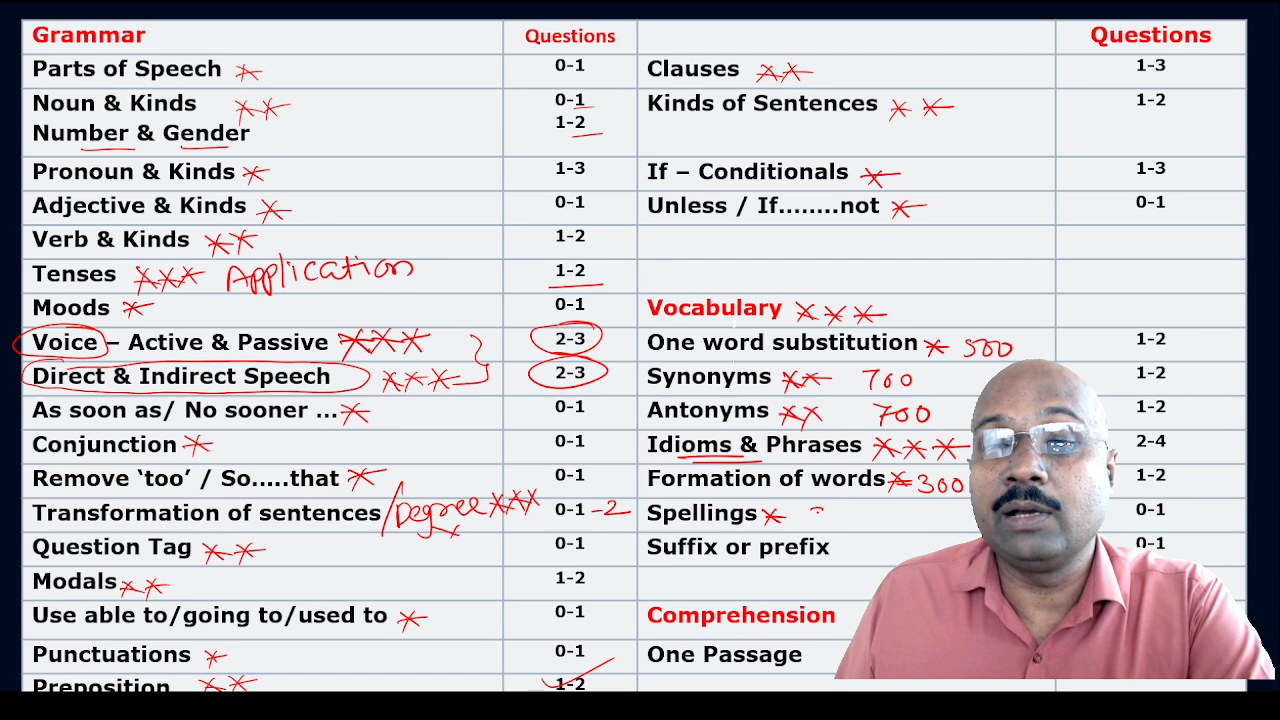 Grammar Questions Questions
Parts of Speech 0-1 Clauses 1-3
Noun & Kinds 0-1 Kinds of Sentences 1-2
Number & Gender 1-2
Pronoun & Kinds 1-3 If – Conditionals 1-3
Adjective & Kinds 0-1 Unless / If........not 0-1
Verb & Kinds 1-2
Tenses Application 1-2
Moods 0-1 Vocabulary
Voice – Active & Passive 2-3 One word substitution 500 1-2
Direct & Indirect Speech 2-3 Synonyms 700 1-2
As soon as/ No sooner ... 0-1 Antonyms 700 1-2
Conjunction 0-1 Idioms & Phrases 2-4
Remove ‘too’ / So.....that 0-1 Formation of words 300 1-2
Transformation of sentences /Degree 0-1 -2 Spellings 0-1
Question Tag 0-1 Suffix or prefix 0-1
Modals 1-2
Use able to/going to/used to 0-1 Comprehension
Punctuations 0-1 One Passage
Preposition 1-2